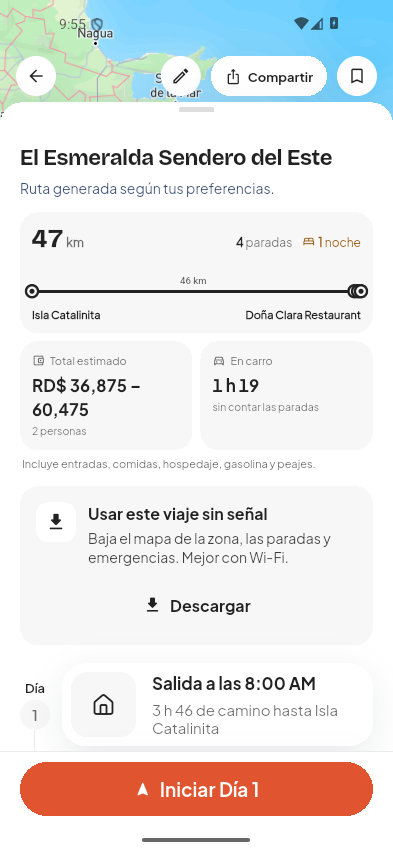 9:55
Nagua
Compartir
El Esmeralda Sendero del Este
Ruta generada según tus preferencias.
47 km
4 paradas 1 noche
46 km
Isla Catalinita
Doña Clara Restaurant
Total estimado
RD$ 36,875 –
60,475
2 personas
En carro
1 h 19
sin contar las paradas
Incluye entradas, comidas, hospedaje, gasolina y peajes.
Usar este viaje sin señal
Baja el mapa de la zona, las paradas y
emergencias. Mejor con Wi-Fi.
Descargar
Día
1
Salida a las 8:00 AM
3 h 46 de camino hasta Isla
Catalinita
Iniciar Día 1